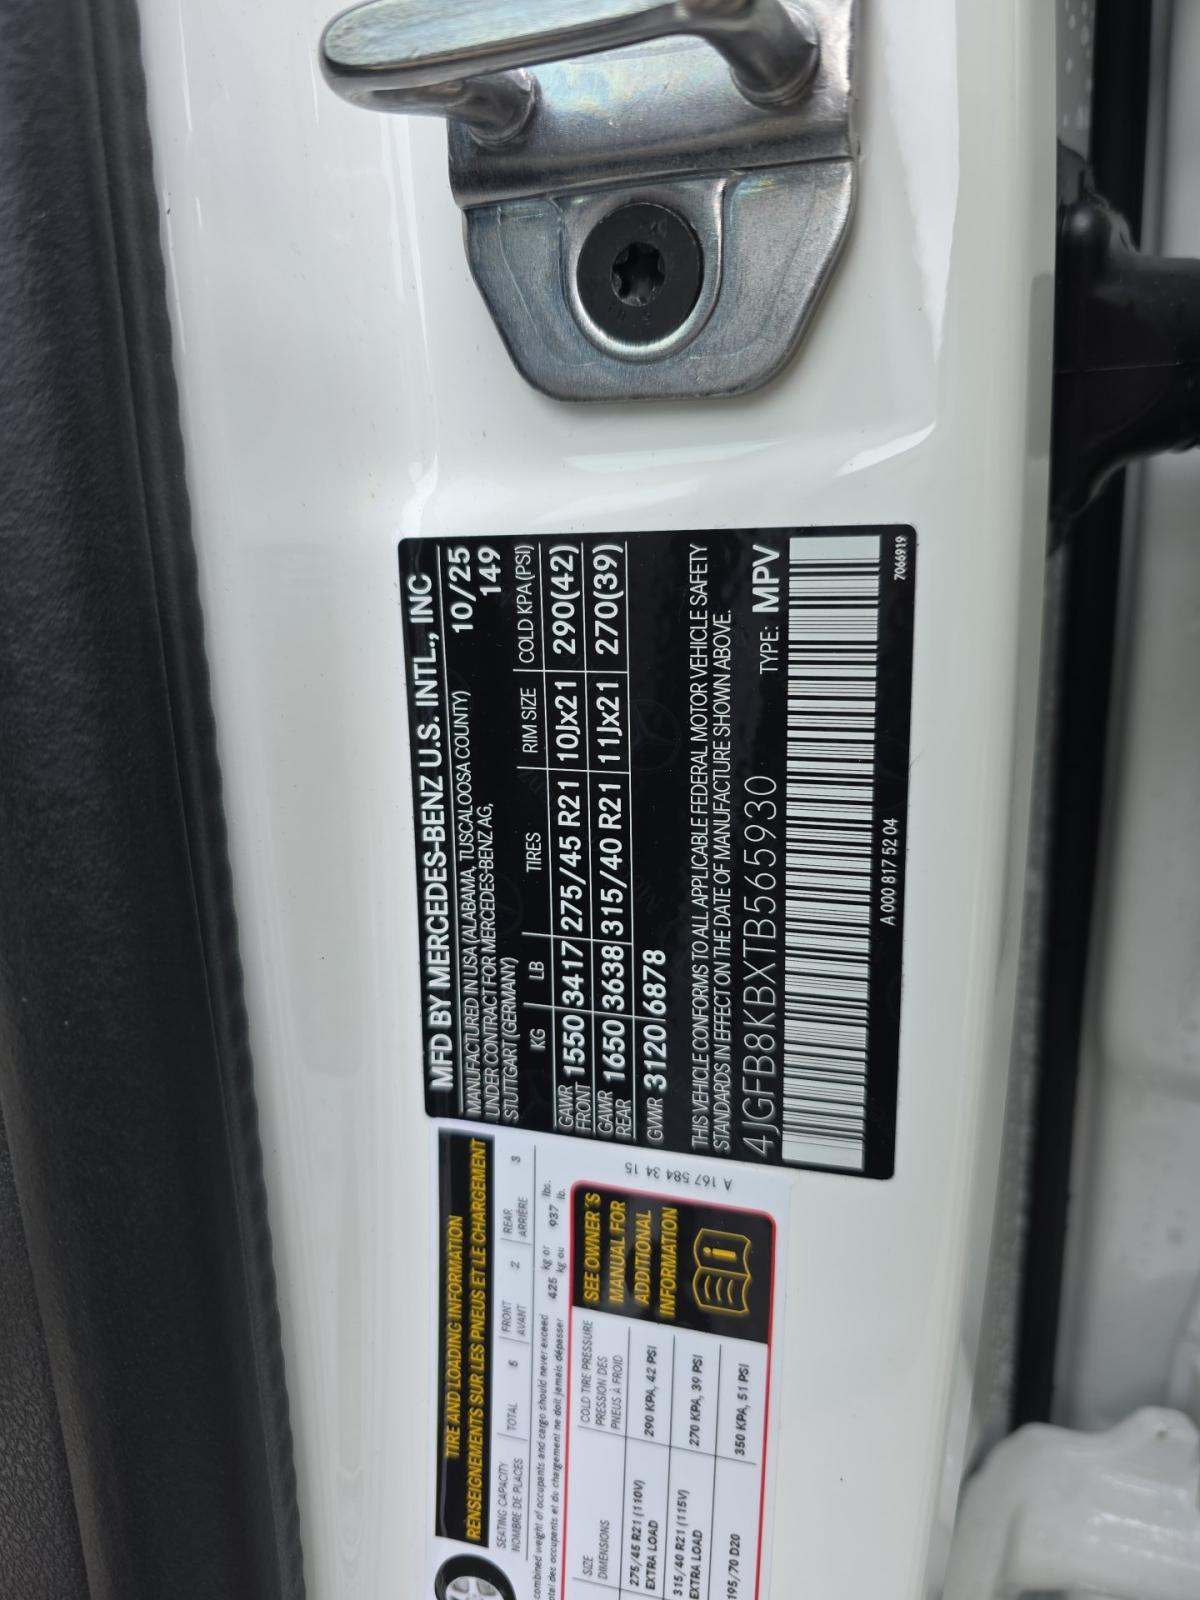 MFD BY MERCEDES-BENZ U.S. INTL., INC
MANUFACTURED IN USA (ALABAMA, TUSCALOOSA COUNTY) 10/25
UNDER CONTRACT FOR MERCEDES-BENZ AG, 149
STUTTGART (GERMANY)
KG LB TIRES RIM SIZE COLD KPA (PSI)
GAWR FRONT 1550 3417 275/45 R21 10Jx21 290(42)
GAWR REAR 1650 3638 315/40 R21 11Jx21 270(39)
GVWR 3120 6878
THIS VEHICLE CONFORMS TO ALL APPLICABLE FEDERAL MOTOR VEHICLE SAFETY
STANDARDS IN EFFECT ON THE DATE OF MANUFACTURE SHOWN ABOVE.
4JGFB8KBXTB565930 TYPE: MPV
A 000 817 52 04
7066919
TIRE AND LOADING INFORMATION
RENSEIGNEMENTS SUR LES PNEUS ET LE CHARGEMENT
SEATING CAPACITY TOTAL 5 FRONT 2 REAR 3
NOMBRE DE PLACES AVANT ARRIÈRE
combined weight of occupants and cargo should never exceed 425 kg or 937 lbs.
total des occupants et du chargement ne doit jamais dépasser kg ou lb.
SIZE COLD TIRE PRESSURE
DIMENSIONS PRESSION DES
PNEUS À FROID
275/45 R21 (110V) 290 KPA, 42 PSI
EXTRA LOAD
315/40 R21 (115V) 270 KPA, 39 PSI
EXTRA LOAD
195/70 D20 350 KPA, 51 PSI
SEE OWNER'S
MANUAL FOR
ADDITIONAL
INFORMATION
A 167 584 34 15